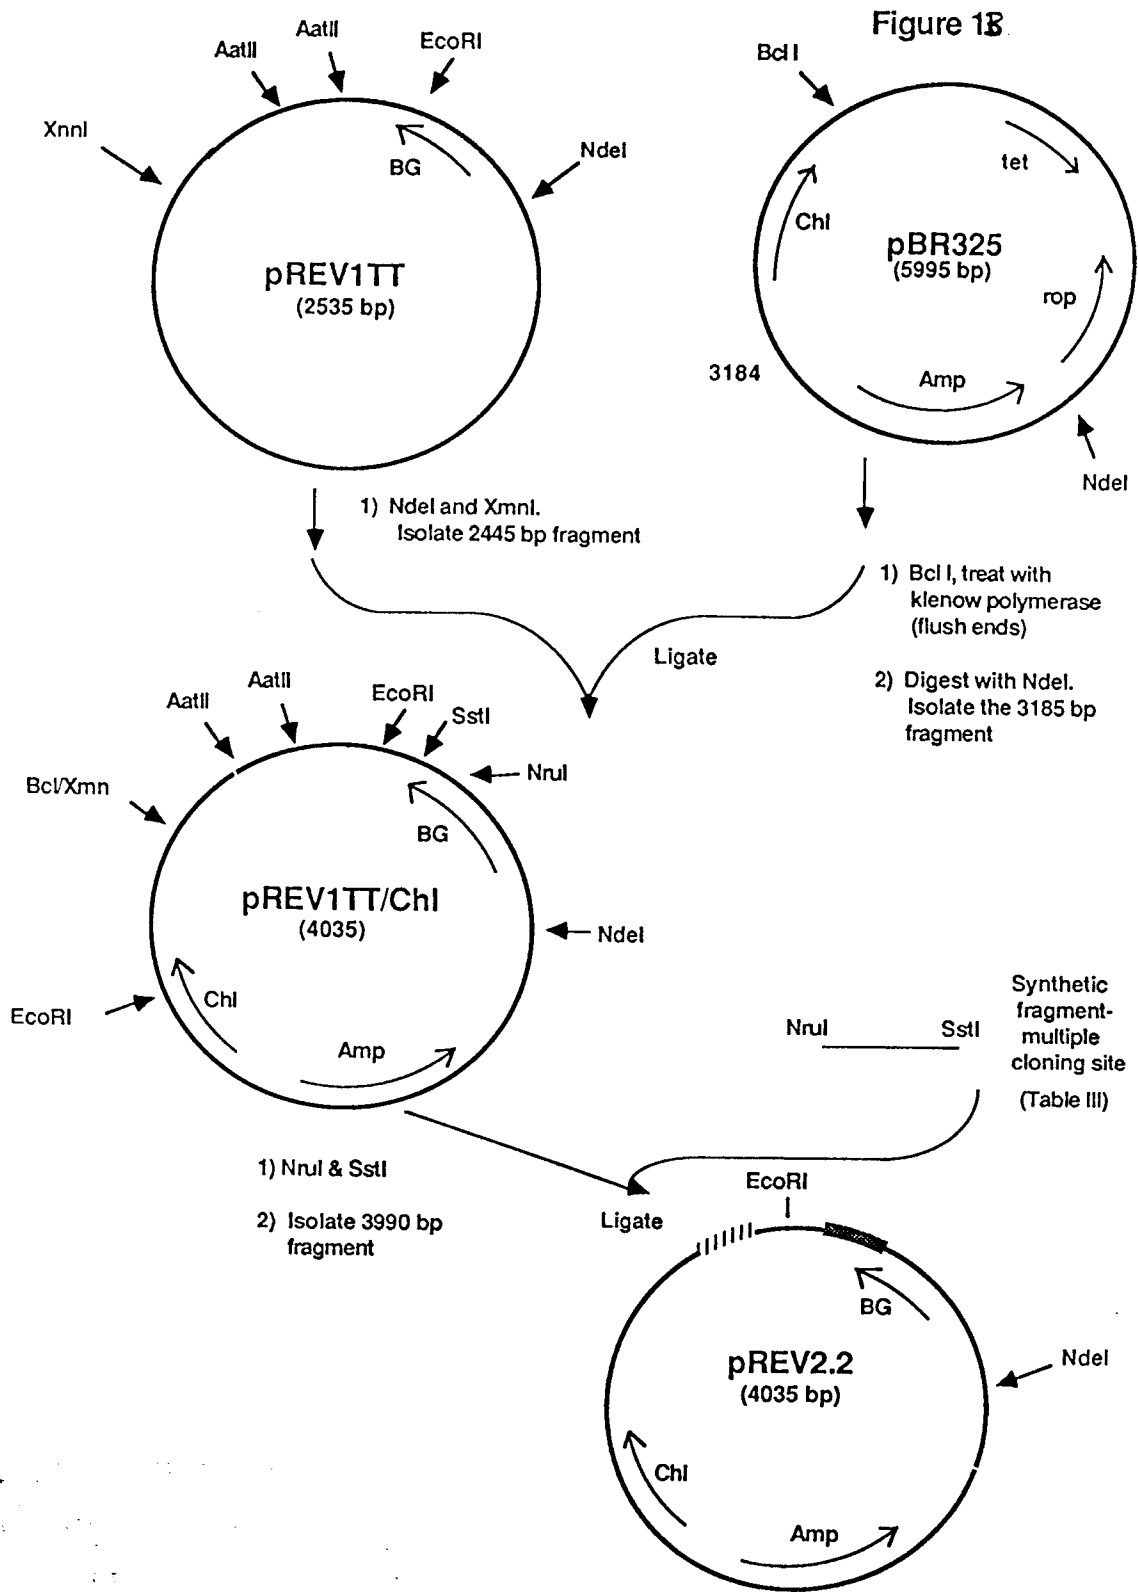 Figure 1B
AatII
AatII
EcoRI
XnnI
NdeI
BG
pREV1TT
(2535 bp)
Bcl I
tet
Chl
pBR325
(5995 bp)
rop
3184
Amp
NdeI
1) NdeI and XmnI.
Isolate 2445 bp fragment
1) Bcl I, treat with
klenow polymerase
(flush ends)
2) Digest with NdeI.
Isolate the 3185 bp
fragment
Ligate
AatII
AatII
EcoRI
SstI
NruI
Bcl/Xmn
BG
pREV1TT/Chl
(4035)
NdeI
EcoRI
Chl
Amp
NruI
SstI
Synthetic
fragment-
multiple
cloning site
(Table III)
1) NruI & SstI
2) Isolate 3990 bp
fragment
Ligate
EcoRI
BG
pREV2.2
(4035 bp)
NdeI
Chl
Amp